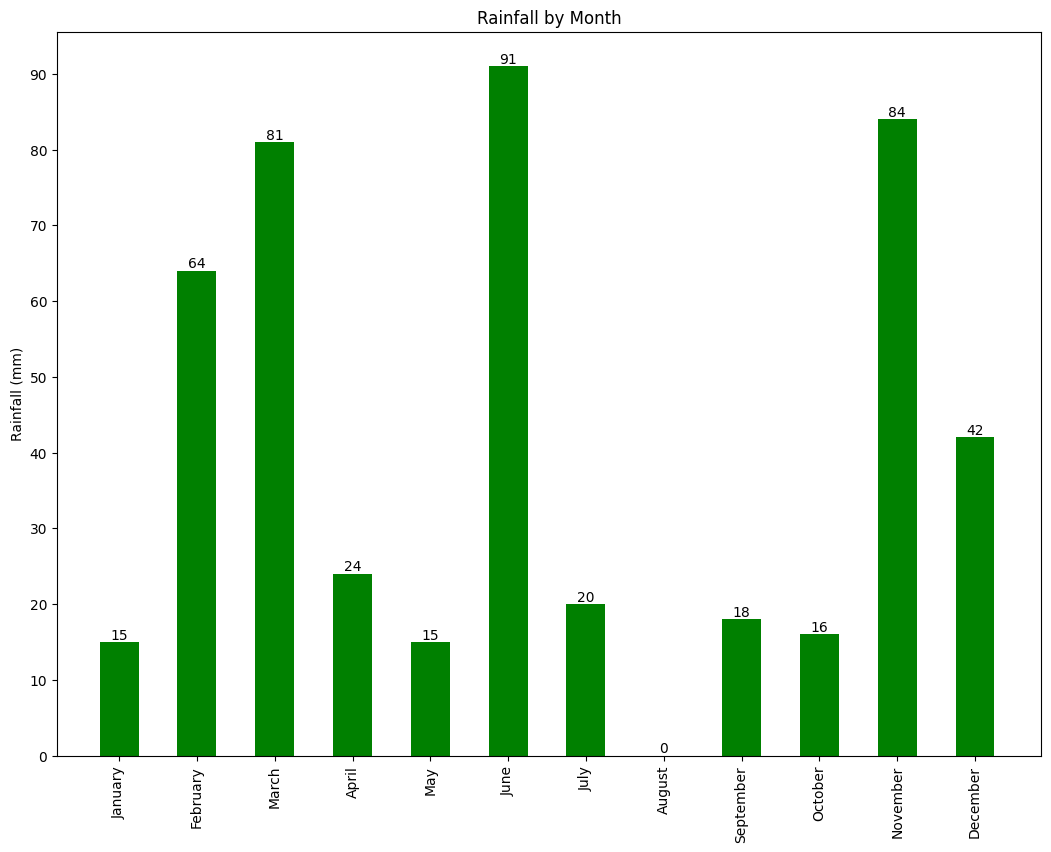 Rainfall by Month
Rainfall (mm)
90
80
70
60
50
40
30
20
10
0
15
64
81
24
15
91
20
0
18
16
84
42
January
February
March
April
May
June
July
August
September
October
November
December